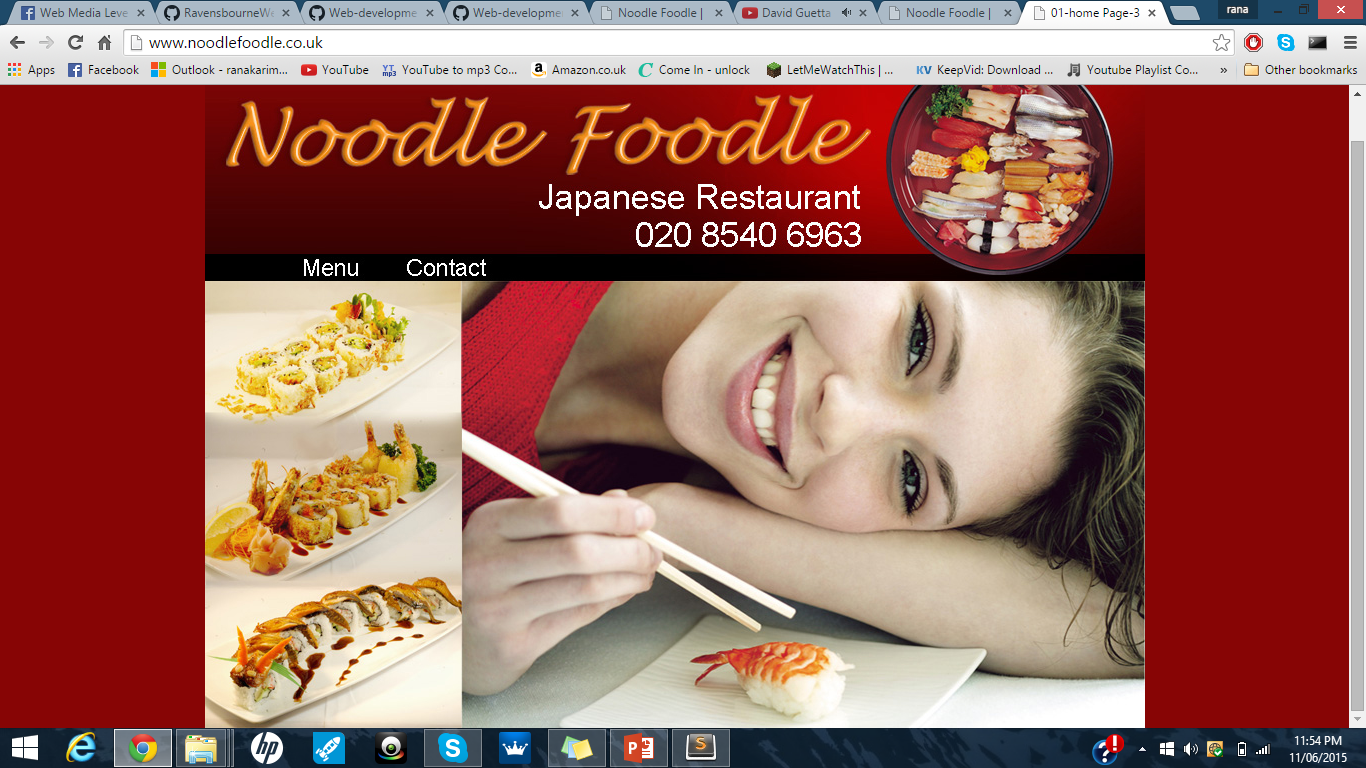 Web Media Leve
RavensbourneWe
Web-developme
Web-developme
Noodle Foodle |
David Guetta
Noodle Foodle |
01-home Page-3
rana
www.noodlefoodle.co.uk
Apps
Facebook
Outlook - ranakarim...
YouTube
YouTube to mp3 Co...
Amazon.co.uk
Come In - unlock
LetMeWatchThis | ...
KeepVid: Download ...
Youtube Playlist Co...
»
Other bookmarks
Noodle Foodle
Japanese Restaurant
020 8540 6963
Menu Contact
11:54 PM
11/06/2015